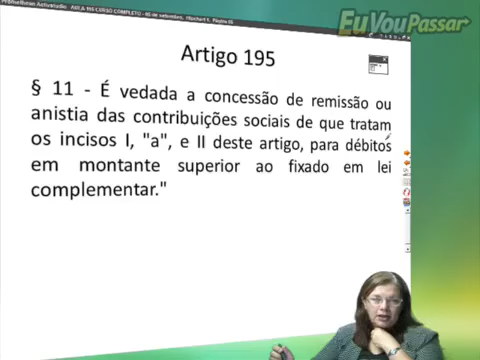 EuVouPassar
Artigo 195
§ 11 - É vedada a concessão de remissão ou
anistia das contribuições sociais de que tratam
os incisos I, "a", e II deste artigo, para débitos
em montante superior ao fixado em lei
complementar."